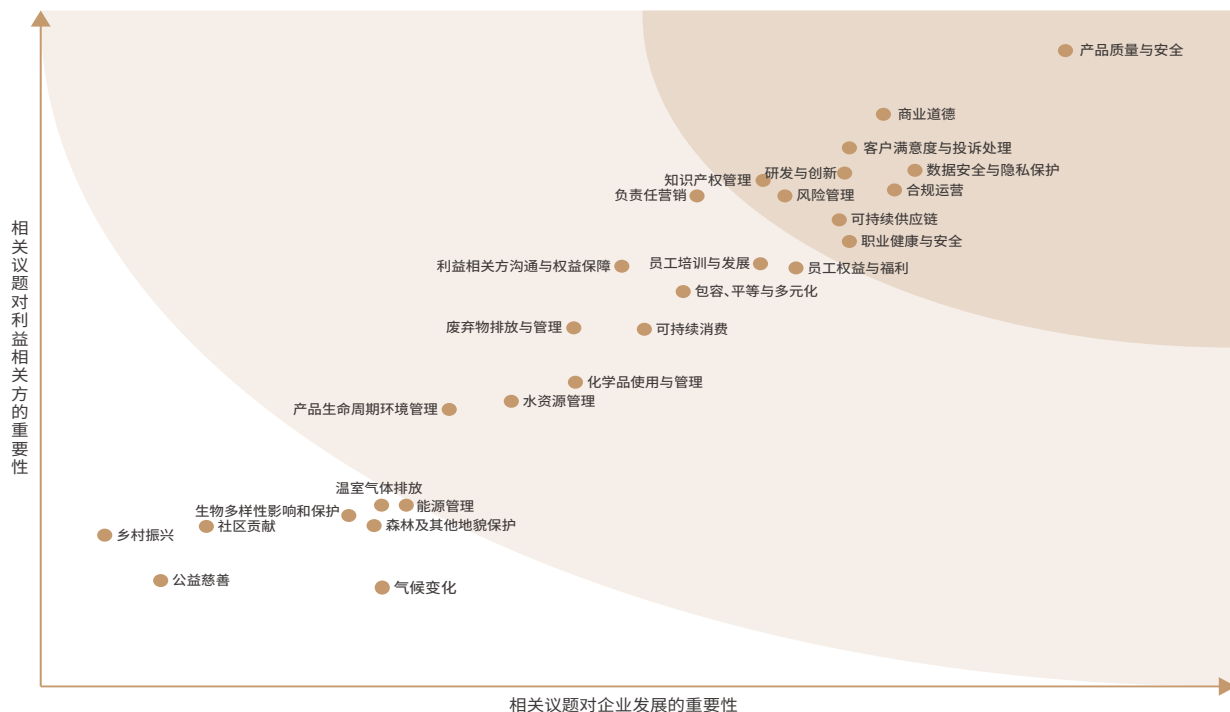 产品质量与安全
商业道德
客户满意度与投诉处理
数据安全与隐私保护
研发与创新
知识产权管理
合规运营
负责任营销
风险管理
可持续供应链
职业健康与安全
员工培训与发展
利益相关方沟通与权益保障
员工权益与福利
包容、平等与多元化
废弃物排放与管理
可持续消费
化学品使用与管理
水资源管理
产品生命周期环境管理
温室气体排放
能源管理
生物多样性影响和保护
森林及其他地貌保护
社区贡献
乡村振兴
公益慈善
气候变化
相关议题对利益相关方的重要性
相关议题对企业发展的重要性